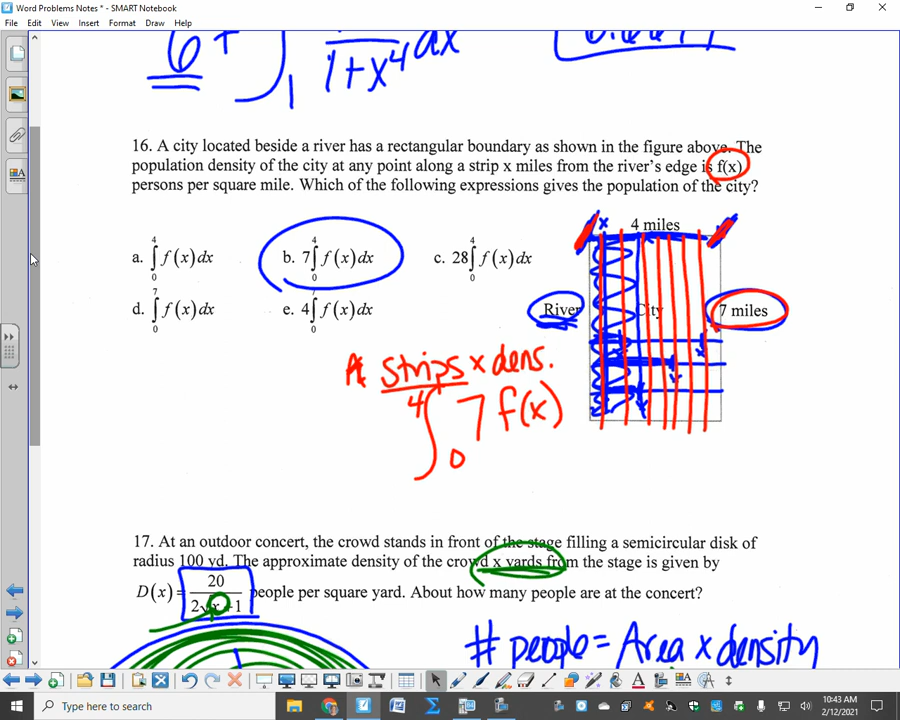 Word Problems Notes * - SMART Notebook
File Edit View Insert Format Draw Help
6 + ∫ 1 / 1+x⁴ dx
16. A city located beside a river has a rectangular boundary as shown in the figure above. The
population density of the city at any point along a strip x miles from the river's edge is f(x)
persons per square mile. Which of the following expressions gives the population of the city?
x 4 miles
a. ∫₀⁴ f(x)dx b. 7∫₀⁴ f(x)dx c. 28∫₀⁴ f(x)dx
River City 7 miles
d. ∫₀⁷ f(x)dx e. 4∫₀⁷ f(x)dx
A strips x dens.
∫₀⁴ 7 f(x)
17. At an outdoor concert, the crowd stands in front of the stage filling a semicircular disk of
radius 100 yd. The approximate density of the crowd x yards from the stage is given by
D(x) = 20 / 2√x +1 people per square yard. About how many people are at the concert?
# people = Area x density
Type here to search
10:43 AM
2/12/2021